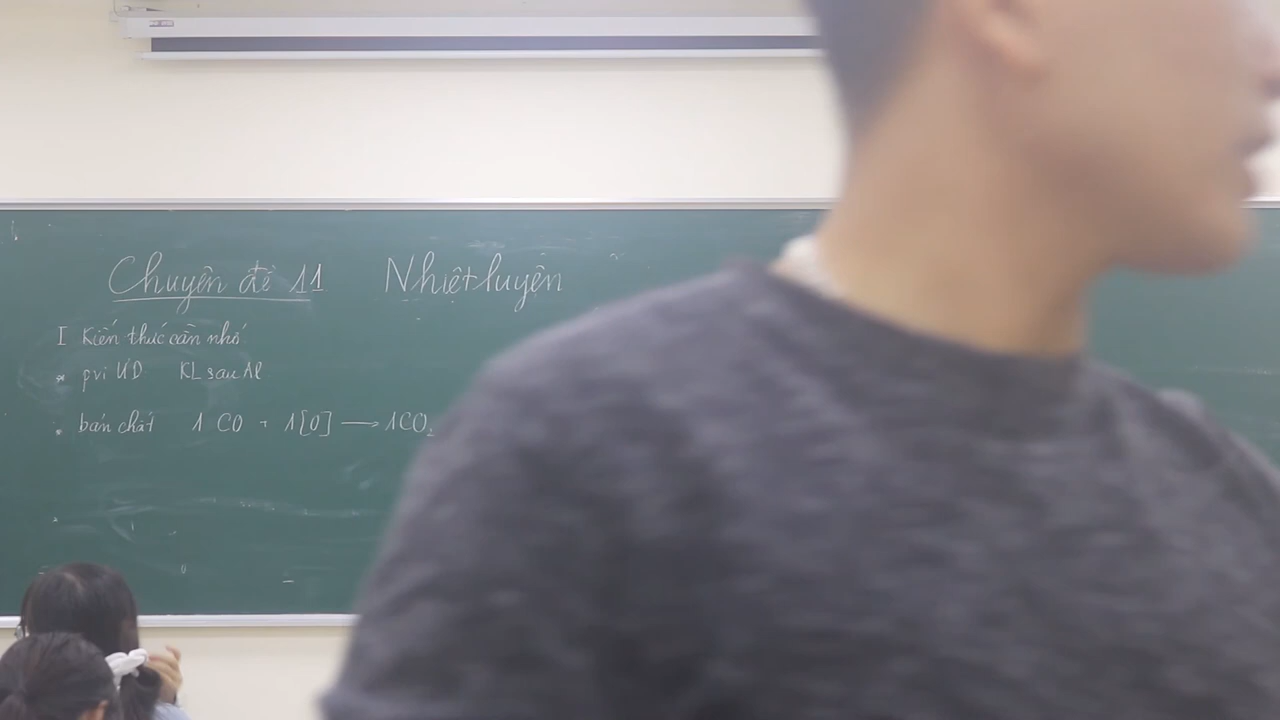 Chuyên đề 11 Nhiệt luyện
I Kiến thức cần nhớ
* pvi ƯD KL sau Al
* bản chất 1 CO + 1[O] → 1CO₂